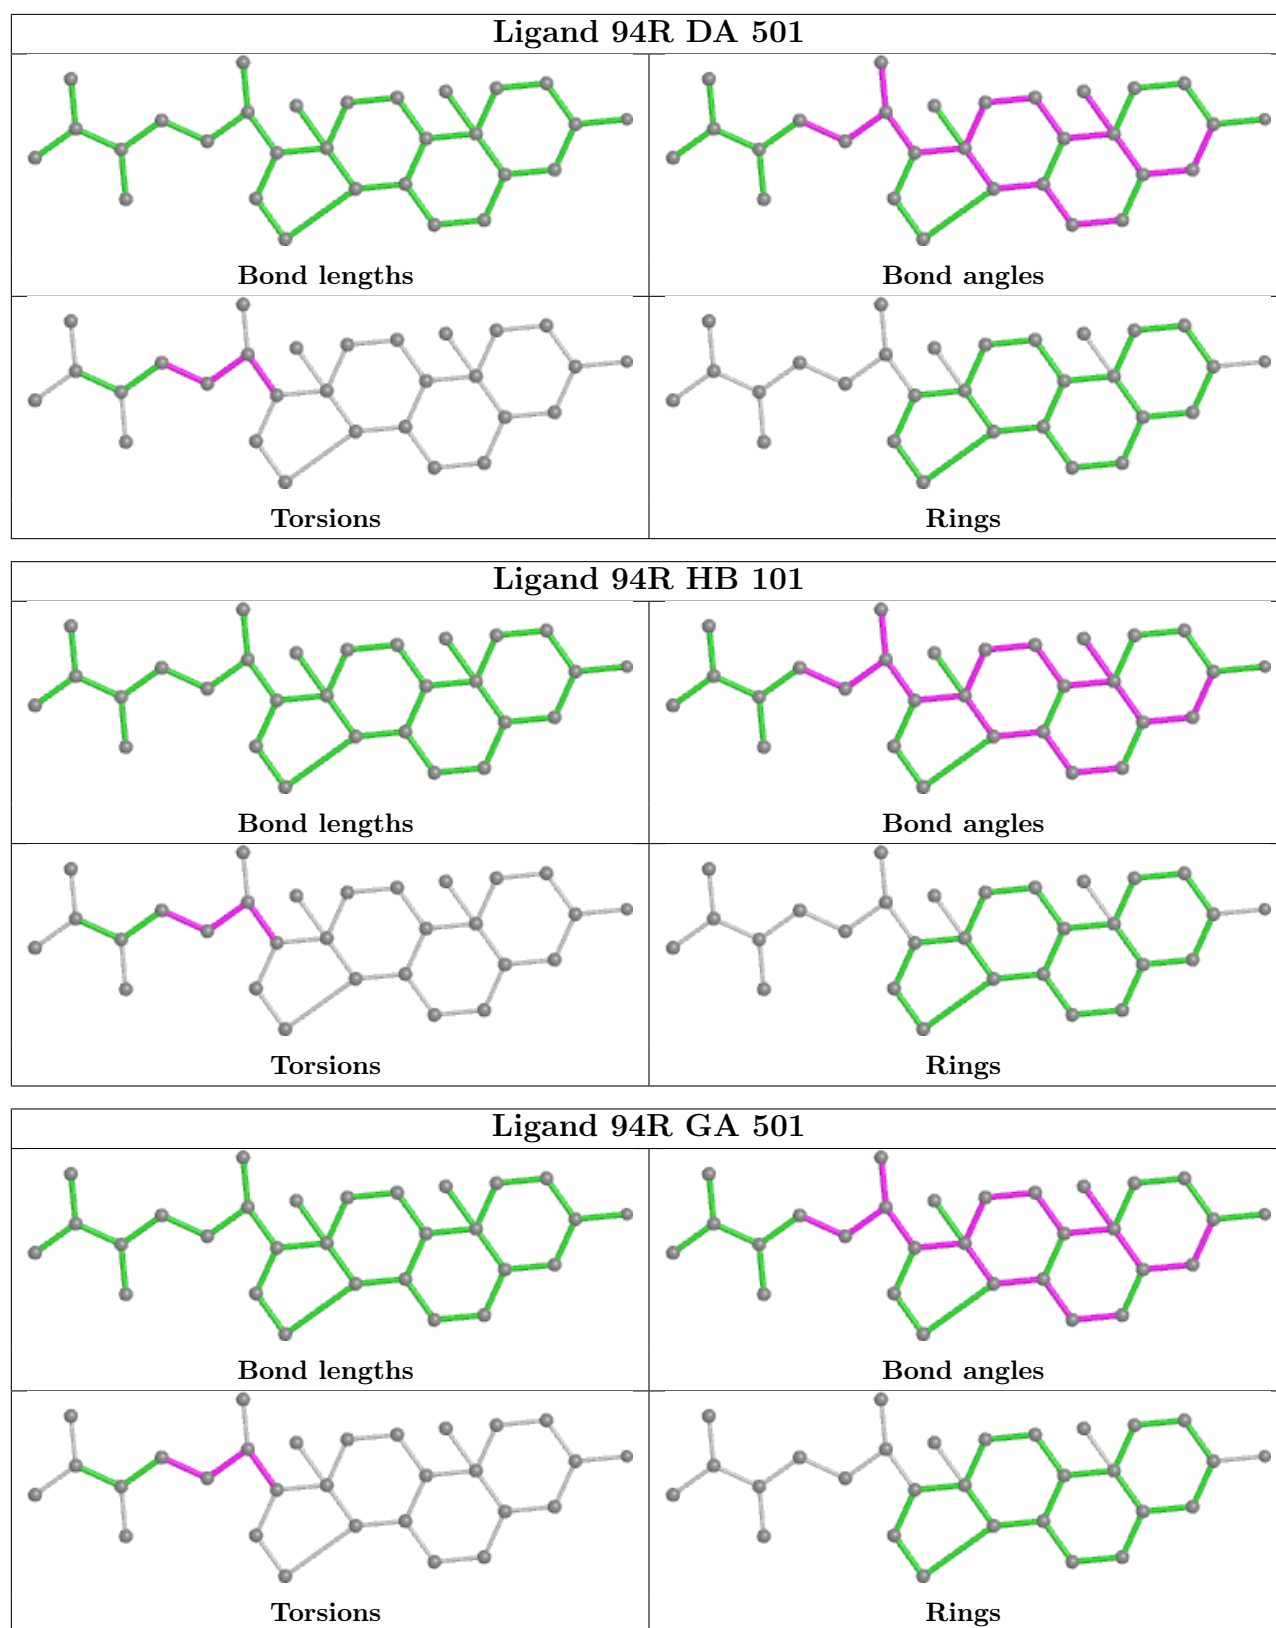 Ligand 94R DA 501
Bond lengths
Bond angles
Torsions
Rings
Ligand 94R HB 101
Bond lengths
Bond angles
Torsions
Rings
Ligand 94R GA 501
Bond lengths
Bond angles
Torsions
Rings